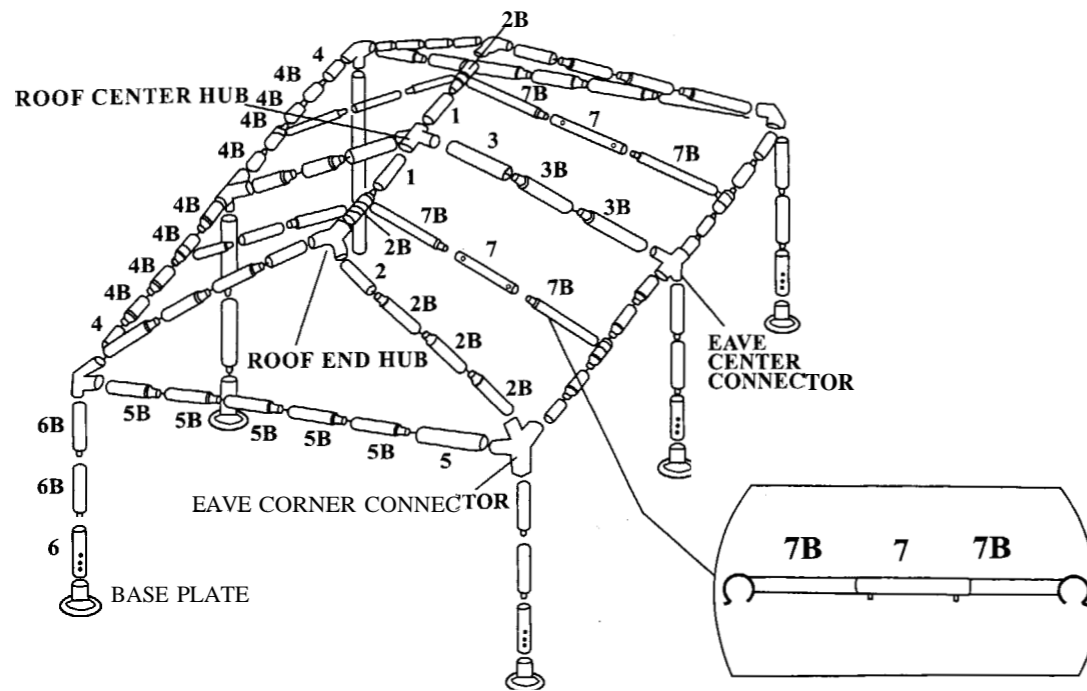 2B
4
4B
7B
ROOF CENTER HUB
4B
1
7
4B
3
7B
4B
1
3B
4B
7B
3B
4B
2B
7
4B
2
7B
4B
2B
4
ROOF END HUB
2B
EAVE
CENTER
CONNECTOR
2B
5B
5B
5B
5B
5B
5
6B
6B
EAVE CORNER CONNECTOR
6
BASE PLATE
7B 7 7B